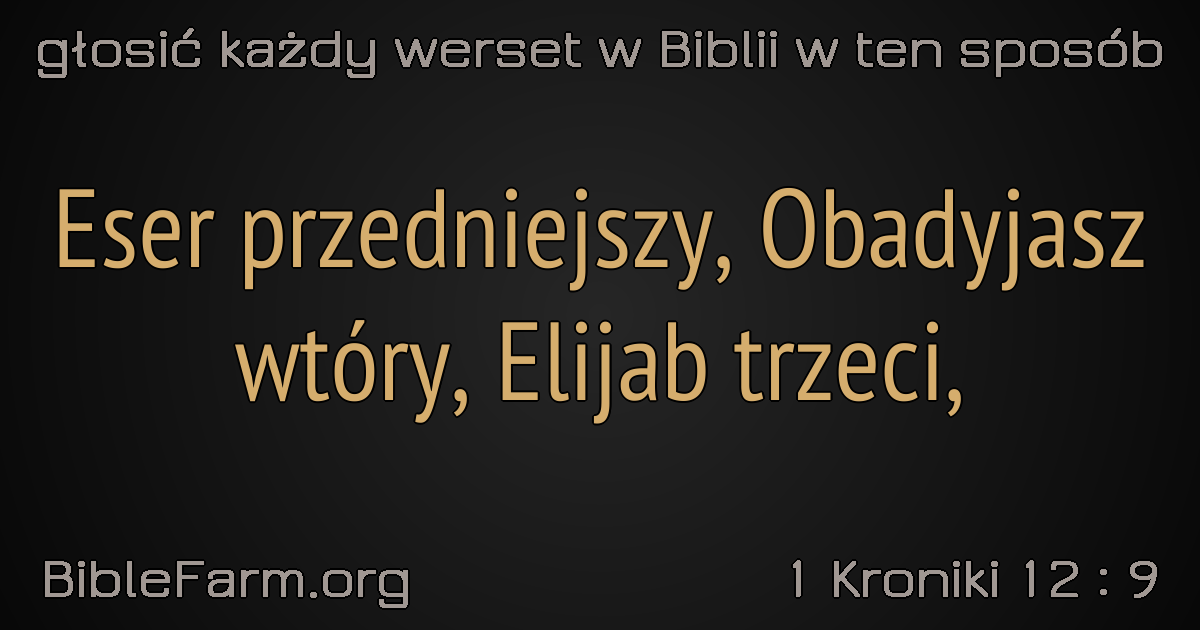 głosić każdy werset w Biblii w ten sposób
Eser przedniejszy, Obadyjasz
wtóry, Elijab trzeci,
BibleFarm.org
1 Kroniki 12 : 9